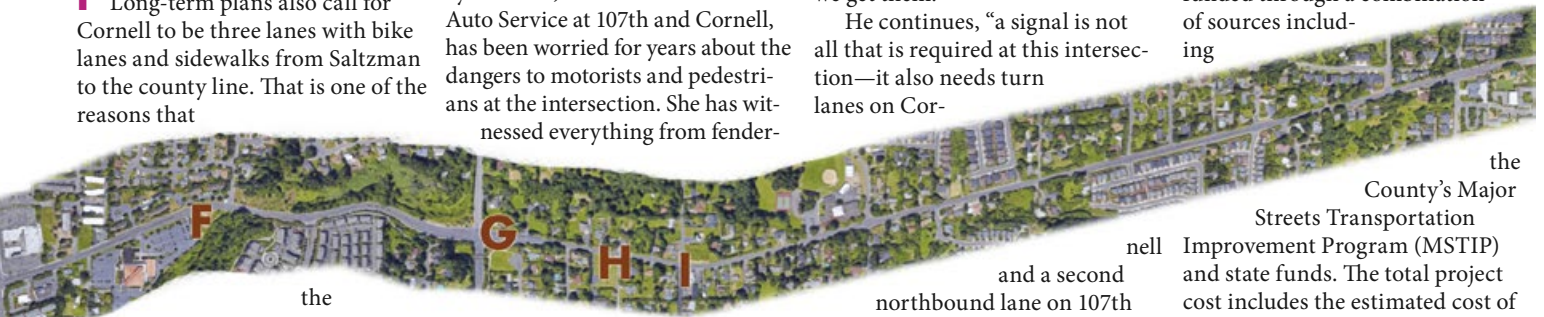 Long-term plans also call for
Cornell to be three lanes with bike
lanes and sidewalks from Saltzman
to the county line. That is one of the
reasons that
the
Auto Service at 107th and Cornell,
has been worried for years about the
dangers to motorists and pedestri-
ans at the intersection. She has wit-
nessed everything from fender-
He continues, “a signal is not
all that is required at this intersec-
tion—it also needs turn
lanes on Cor-
nell
and a second
northbound lane on 107th
of sources includ-
ing
the
County’s Major
Streets Transportation
Improvement Program (MSTIP)
and state funds. The total project
cost includes the estimated cost of
F
G
H
I